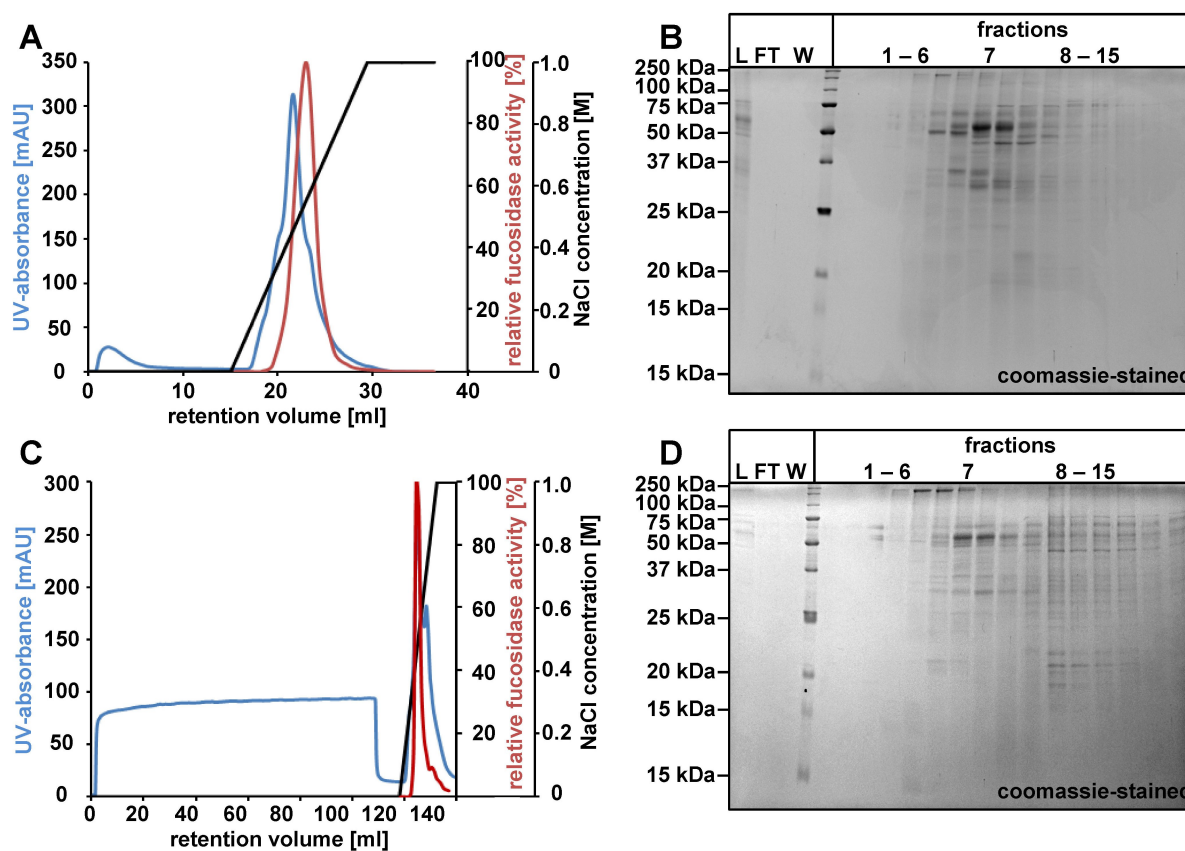 A
UV-absorbance [mAU]
350
300
250
200
150
100
50
0
0 10 20 30 40
retention volume [ml]
100
80
60
40
20
0
relative fucosidase activity [%]
1.0
0.8
0.6
0.4
0.2
0
NaCl concentration [M]
B
fractions
L FT W 1 – 6 7 8 – 15
250 kDa
100 kDa
75 kDa
50 kDa
37 kDa
25 kDa
20 kDa
15 kDa
15 kDa
coomassie-stained
C
UV-absorbance [mAU]
300
250
200
150
100
50
0
0 20 40 60 80 100 120 140
retention volume [ml]
100
80
60
40
20
0
relative fucosidase activity [%]
1.0
0.8
0.6
0.4
0.2
0
NaCl concentration [M]
D
fractions
L FT W 1 – 6 7 8 – 15
250 kDa
100 kDa
75 kDa
50 kDa
37 kDa
25 kDa
20 kDa
15 kDa
15 kDa
coomassie-stained